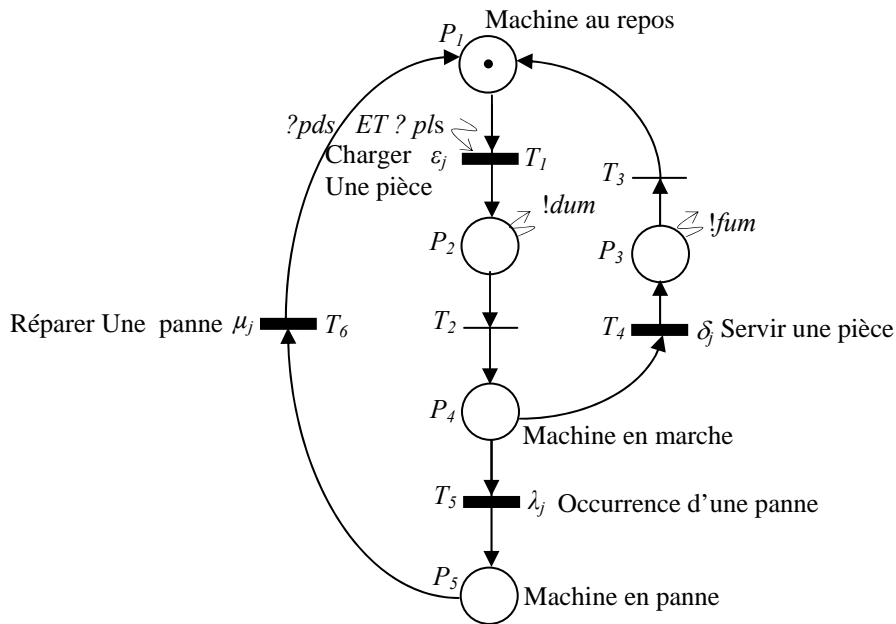 Machine au repos
P1
?pds ET ? pls
Charger εj T1
Une pièce
T3
!dum
!fum
P2
P3
Réparer Une panne μj T6
T2
T4 δj Servir une pièce
P4
Machine en marche
T5 λj Occurrence d'une panne
P5
Machine en panne